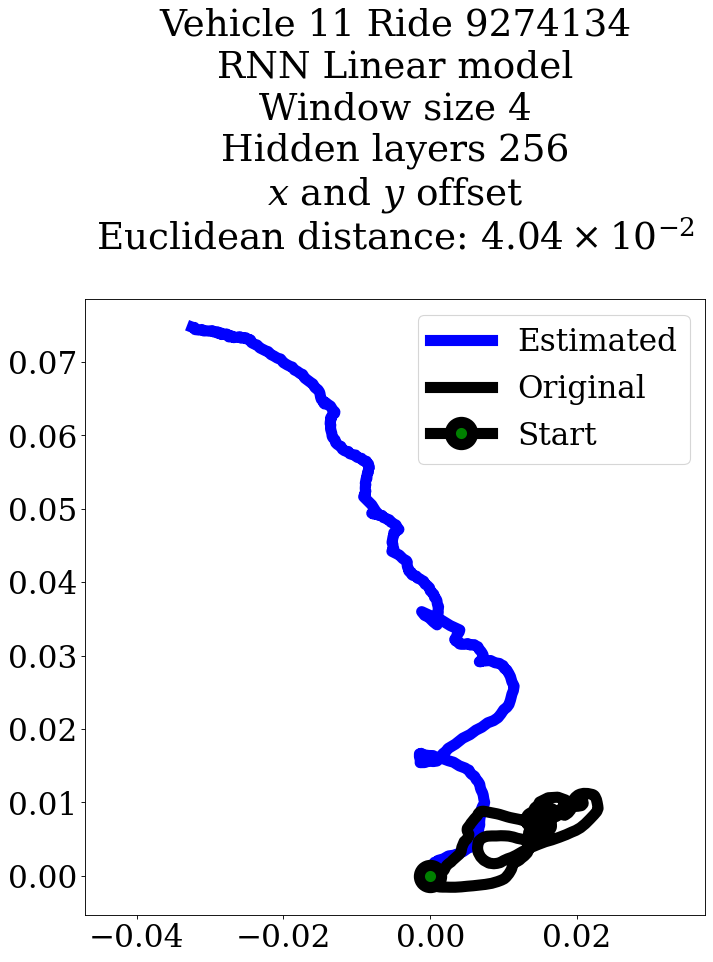 Vehicle 11 Ride 9274134
RNN Linear model
Window size 4
Hidden layers 256
x and y offset
Euclidean distance: 4.04 × 10⁻²
Estimated
Original
Start
0.07
0.06
0.05
0.04
0.03
0.02
0.01
0.00
−0.04 −0.02 0.00 0.02